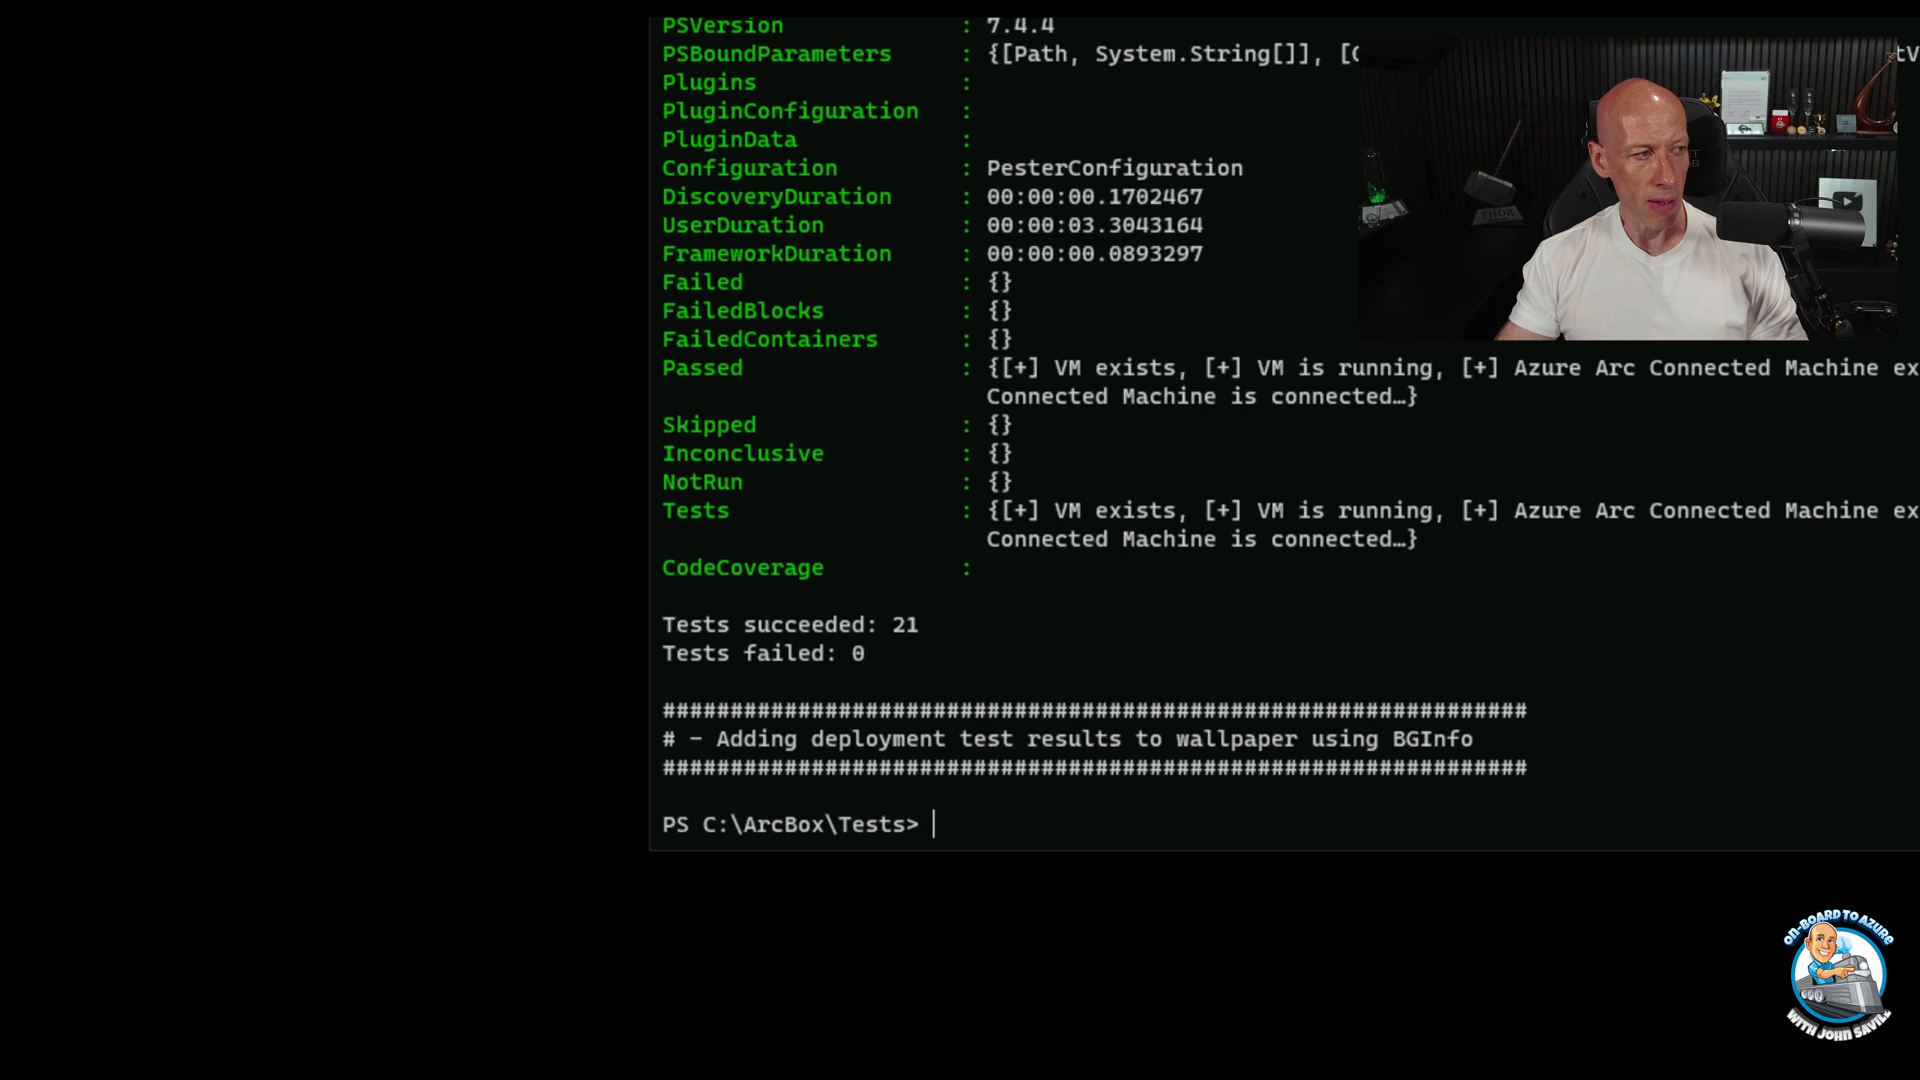 PSVersion : 7.4.4
PSBoundParameters : {[Path, System.String[]], [ tV
Plugins :
PluginConfiguration :
PluginData :
Configuration : PesterConfiguration
DiscoveryDuration : 00:00:00.1702467
UserDuration : 00:00:03.3043164
FrameworkDuration : 00:00:00.0893297
Failed : {}
FailedBlocks : {}
FailedContainers : {}
Passed : {[+] VM exists, [+] VM is running, [+] Azure Arc Connected Machine ex
Connected Machine is connected…}
Skipped : {}
Inconclusive : {}
NotRun : {}
Tests : {[+] VM exists, [+] VM is running, [+] Azure Arc Connected Machine ex
Connected Machine is connected…}
CodeCoverage :
Tests succeeded: 21
Tests failed: 0
################################################################
# - Adding deployment test results to wallpaper using BGInfo
################################################################
PS C:\ArcBox\Tests>
THOR
ON-BOARD TO AZURE
WITH JOHN SAVILL